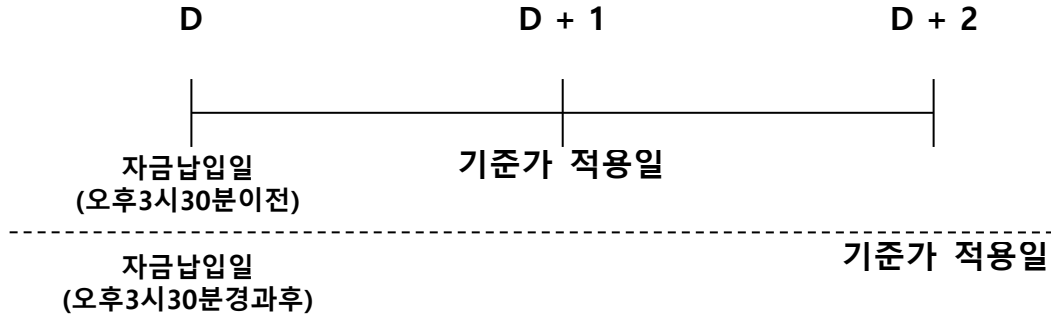 D
D + 1
D + 2
자금납입일
(오후3시30분이전)
기준가 적용일
기준가 적용일
자금납입일
(오후3시30분경과후)